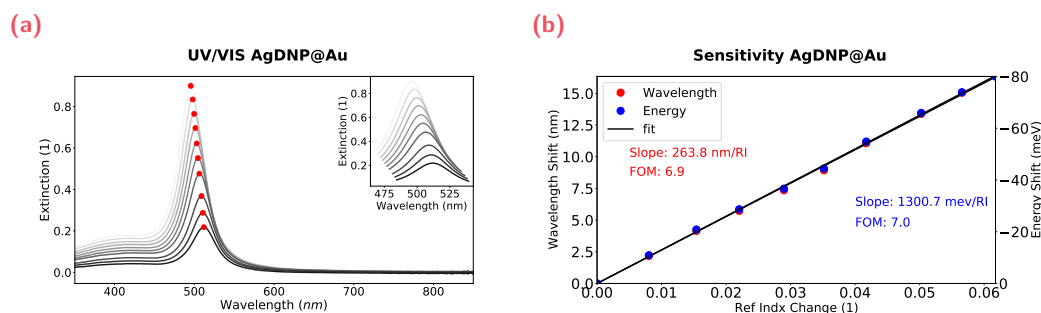 (a)
UV/VIS AgDNP@Au
Extinction (1)
0.8
0.6
0.4
0.2
0.0
400
500
600
700
800
Wavelength (nm)
Extinction (1)
0.8
0.6
0.4
0.2
475
500
525
Wavelength (nm)
(b)
Sensitivity AgDNP@Au
Wavelength Shift (nm)
15.0
12.5
10.0
7.5
5.0
2.5
0.0
Wavelength
Energy
fit
Slope: 263.8 nm/RI
FOM: 6.9
Slope: 1300.7 mev/RI
FOM: 7.0
0.00
0.01
0.02
0.03
0.04
0.05
0.06
Ref Indx Change (1)
−80
−60
−40
−20
0
Energy Shift (meV)